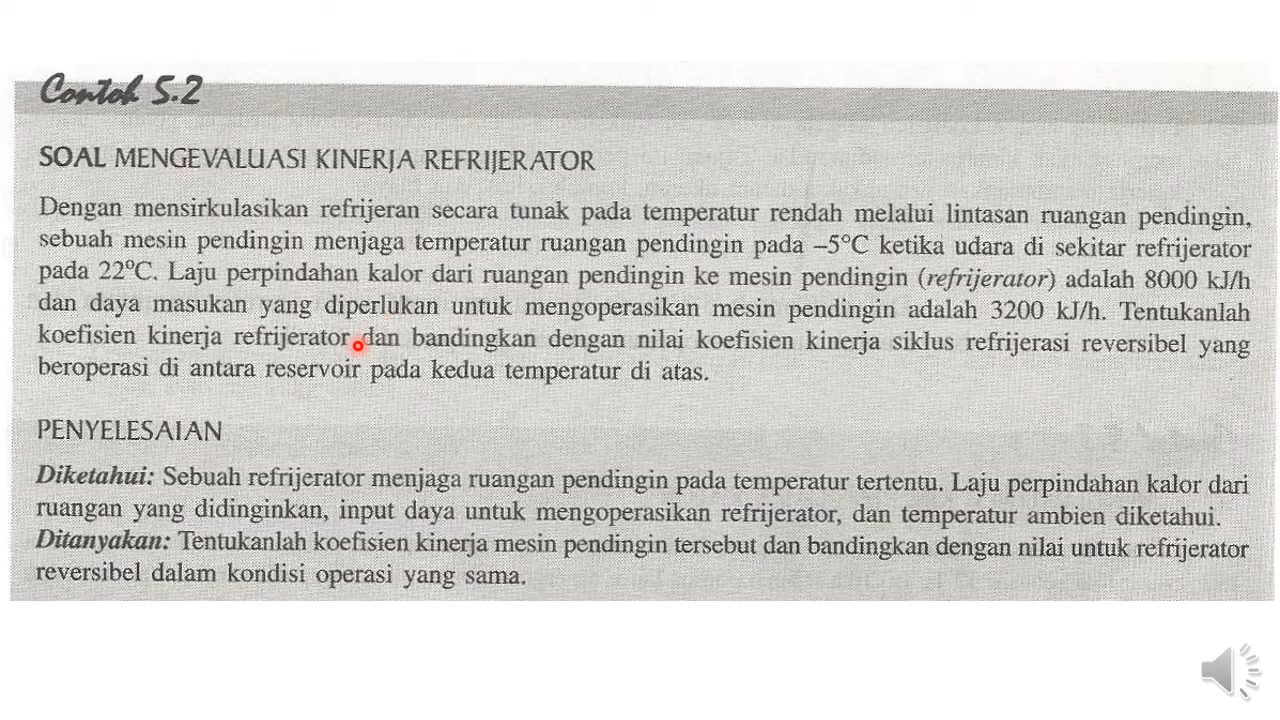 Contoh 5.2
SOAL MENGEVALUASI KINERJA REFRIJERATOR
Dengan mensirkulasikan refrijeran secara tunak pada temperatur rendah melalui lintasan ruangan pendingin,
sebuah mesin pendingin menjaga temperatur ruangan pendingin pada –5°C ketika udara di sekitar refrijerator
pada 22°C. Laju perpindahan kalor dari ruangan pendingin ke mesin pendingin (refrijerator) adalah 8000 kJ/h
dan daya masukan yang diperlukan untuk mengoperasikan mesin pendingin adalah 3200 kJ/h. Tentukanlah
koefisien kinerja refrijerator dan bandingkan dengan nilai koefisien kinerja siklus refrijerasi reversibel yang
beroperasi di antara reservoir pada kedua temperatur di atas.
PENYELESAIAN
Diketahui: Sebuah refrijerator menjaga ruangan pendingin pada temperatur tertentu. Laju perpindahan kalor dari
ruangan yang didinginkan, input daya untuk mengoperasikan refrijerator, dan temperatur ambien diketahui.
Ditanyakan: Tentukanlah koefisien kinerja mesin pendingin tersebut dan bandingkan dengan nilai untuk refrijerator
reversibel dalam kondisi operasi yang sama.